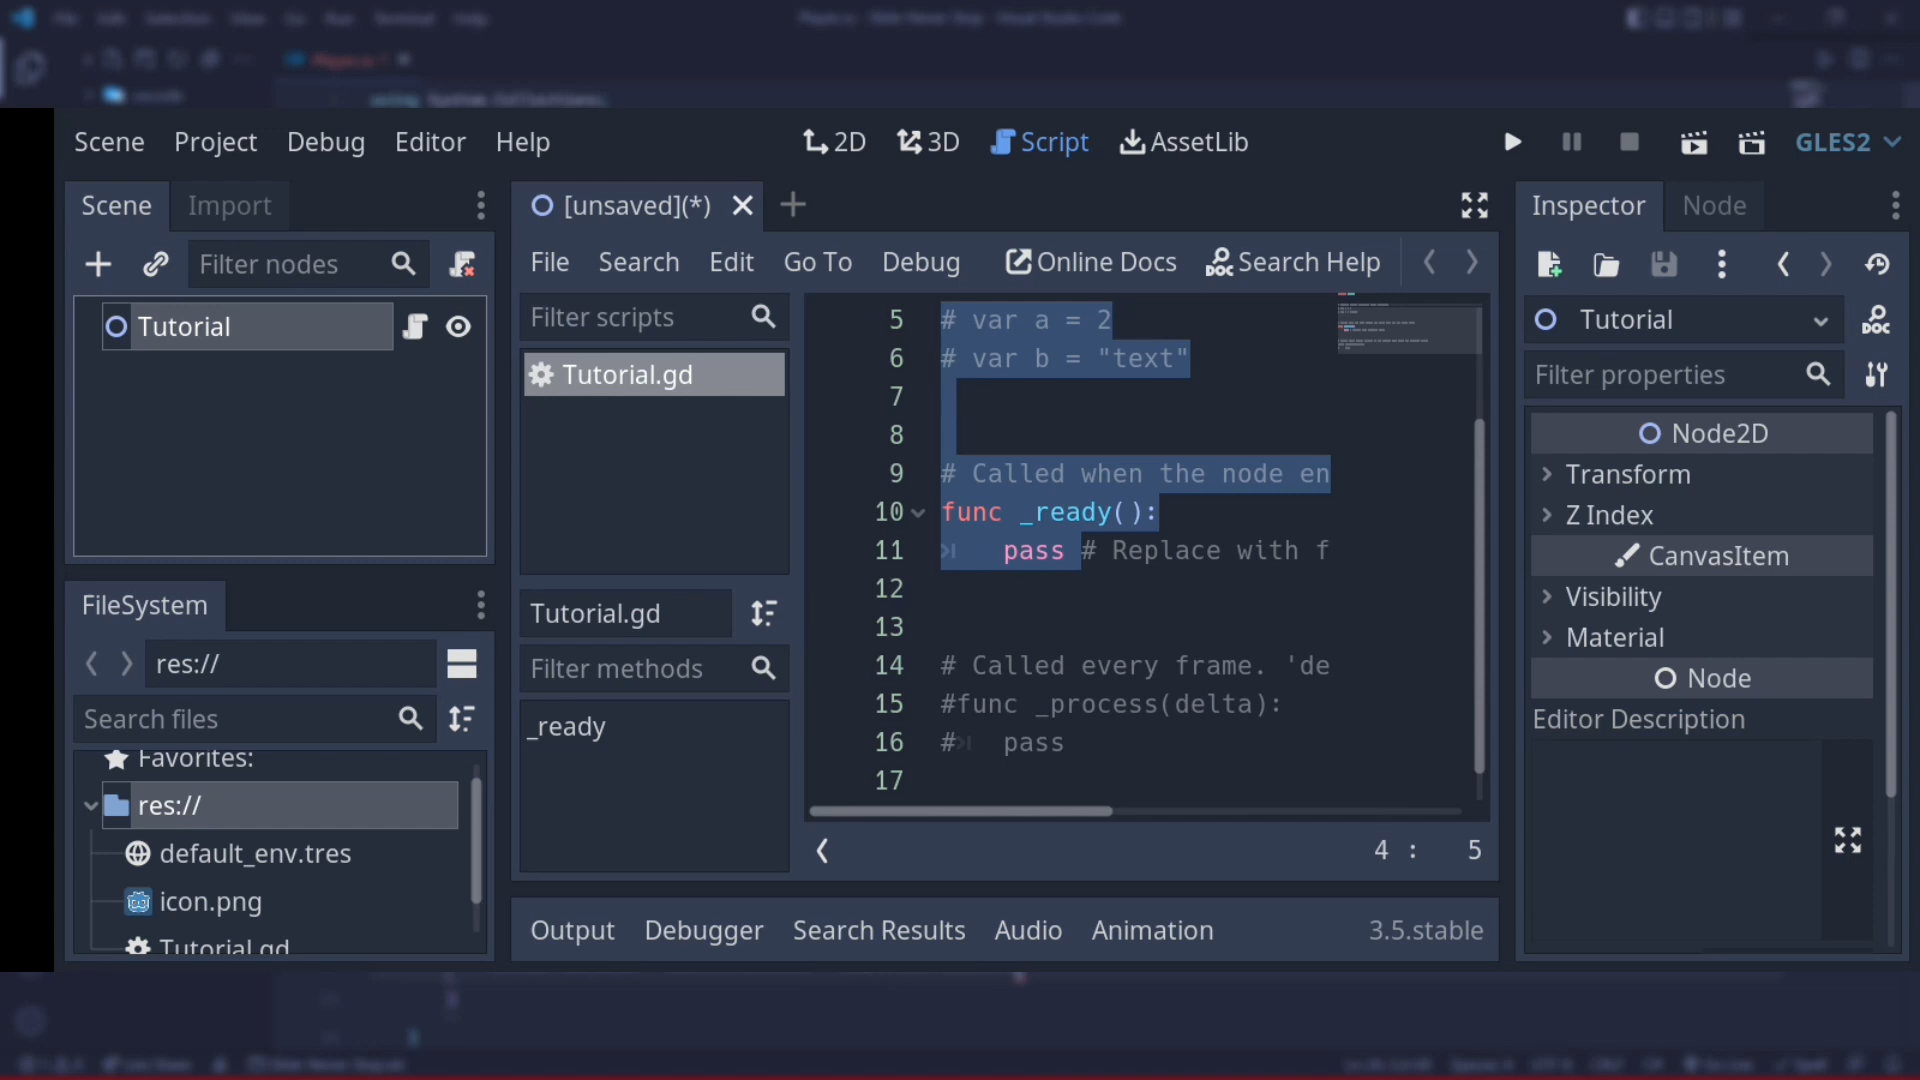 Scene Project Debug Editor Help 2D 3D Script AssetLib GLES2
Scene Import
Filter nodes
Tutorial
FileSystem
res://
Search files
Favorites:
res://
default_env.tres
icon.png
Tutorial.gd
[unsaved](*)
File Search Edit Go To Debug Online Docs Search Help
Filter scripts
Tutorial.gd
Tutorial.gd
Filter methods
_ready
5 # var a = 2
6 # var b = "text"
7
8
9 # Called when the node en
10 func _ready():
11 pass # Replace with f
12
13
14 # Called every frame. 'de
15 #func _process(delta):
16 # pass
17
4 : 5
Output Debugger Search Results Audio Animation 3.5.stable
Inspector Node
Tutorial
DOC
Filter properties
Node2D
Transform
Z Index
CanvasItem
Visibility
Material
Node
Editor Description